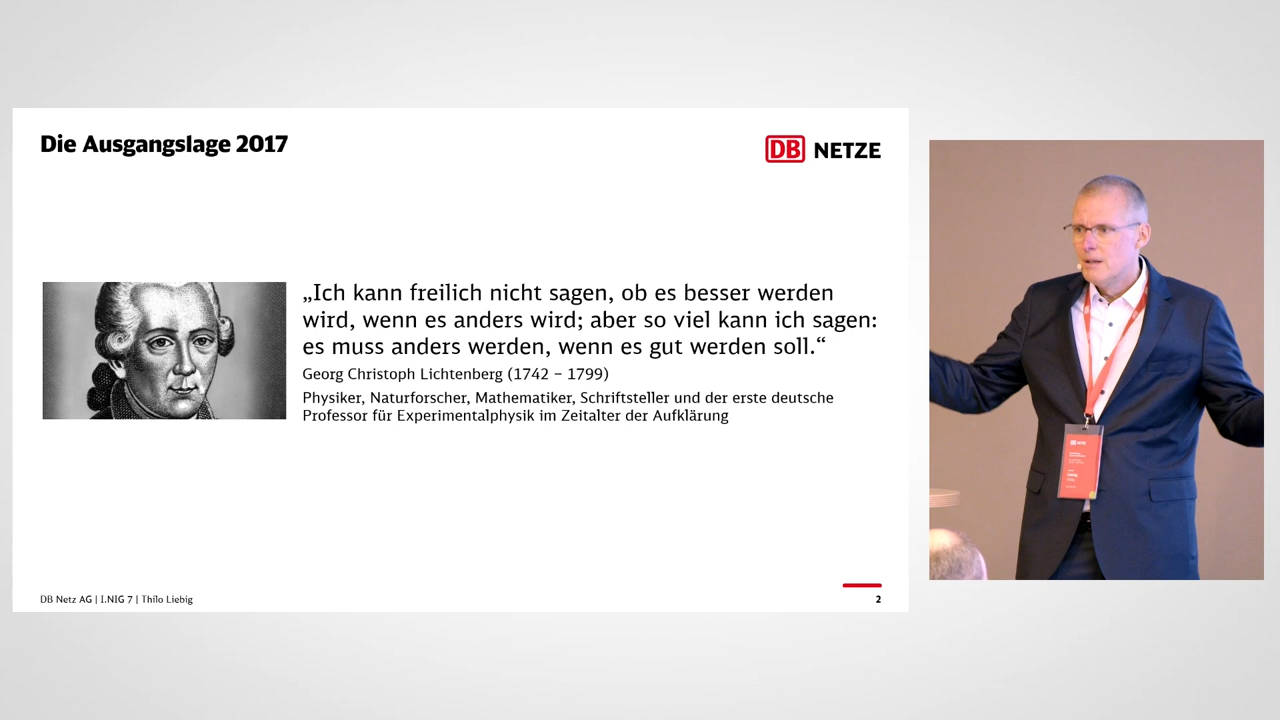 Die Ausgangslage 2017
DB NETZE
„Ich kann freilich nicht sagen, ob es besser werden
wird, wenn es anders wird; aber so viel kann ich sagen:
es muss anders werden, wenn es gut werden soll.“
Georg Christoph Lichtenberg (1742 – 1799)
Physiker, Naturforscher, Mathematiker, Schriftsteller und der erste deutsche
Professor für Experimentalphysik im Zeitalter der Aufklärung
DB Netz AG | I.NIG 7 | Thilo Liebig
2